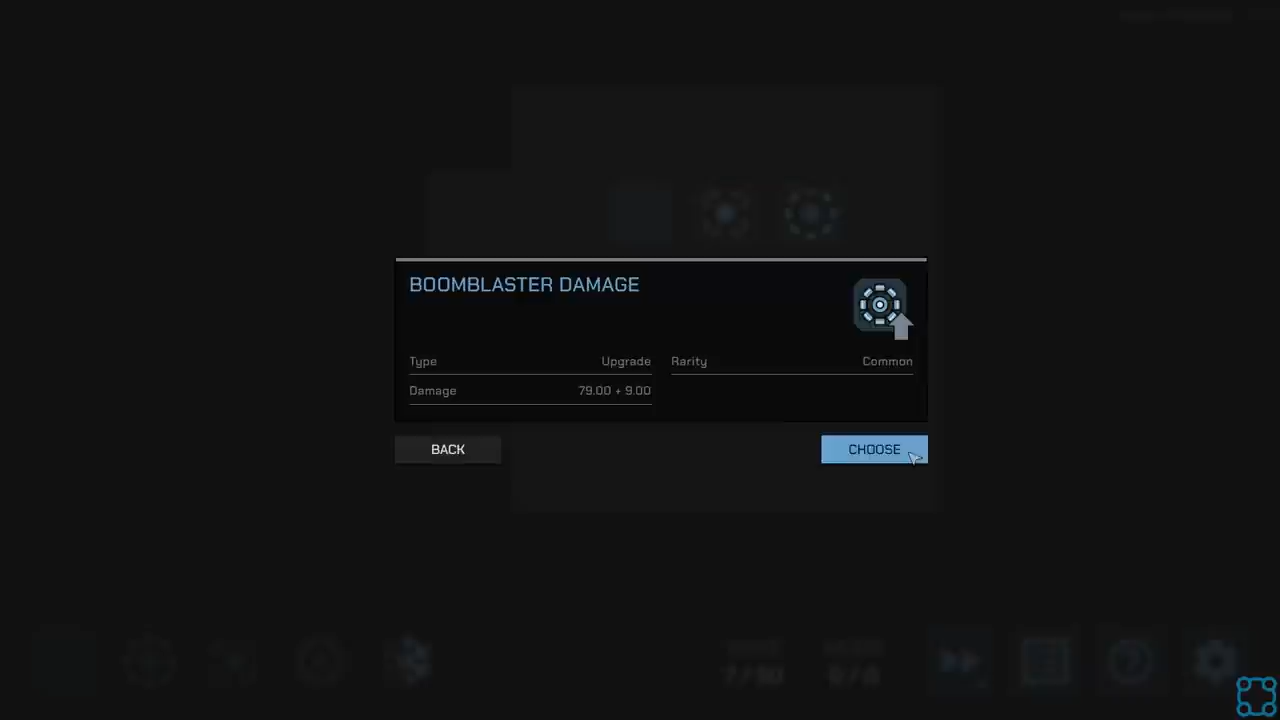 BOOMBLASTER DAMAGE
Type Upgrade Rarity Common
Damage 79.00 + 9.00
BACK CHOOSE